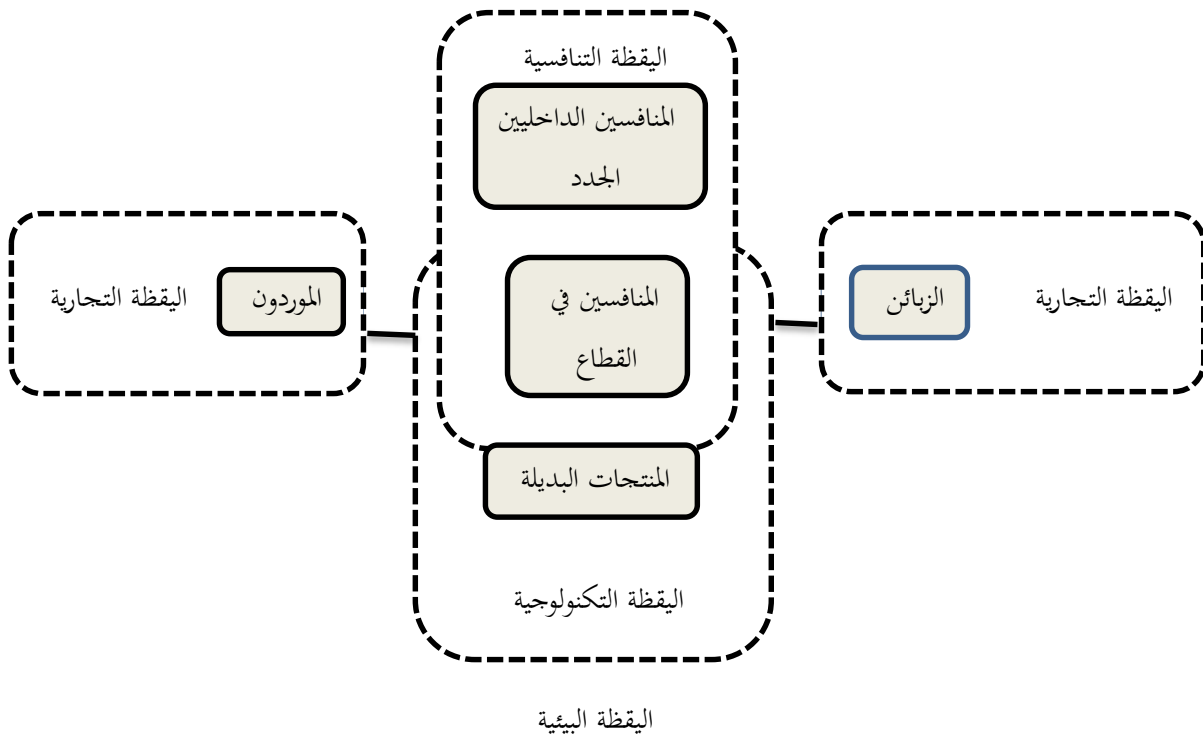 اليقظة التنافسية
المنافسين الداخليين
الجدد
اليقظة التجارية
الزبائن
المنافسين في
القطاع
الموردون
اليقظة التجارية
المنتجات البديلة
اليقظة التكنولوجية
اليقظة البيئية